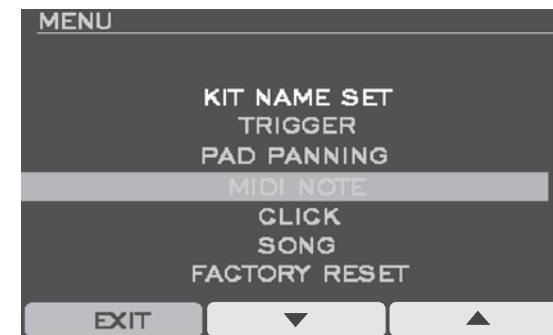 MENU
KIT NAME SET
TRIGGER
PAD PANNING
MIDI NOTE
CLICK
SONG
FACTORY RESET
EXIT ▼ ▲